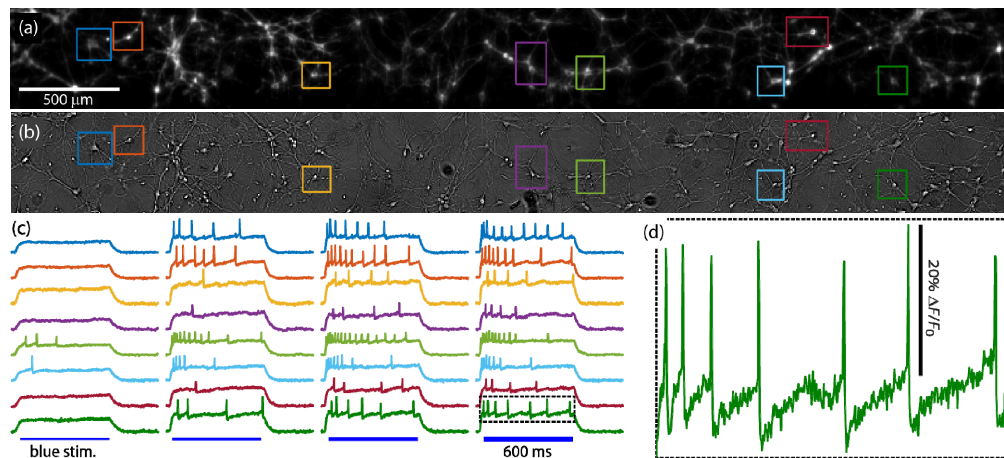 (a)
500 μm
(b)
(c)
(d)
20% ΔF/F0
blue stim.
600 ms